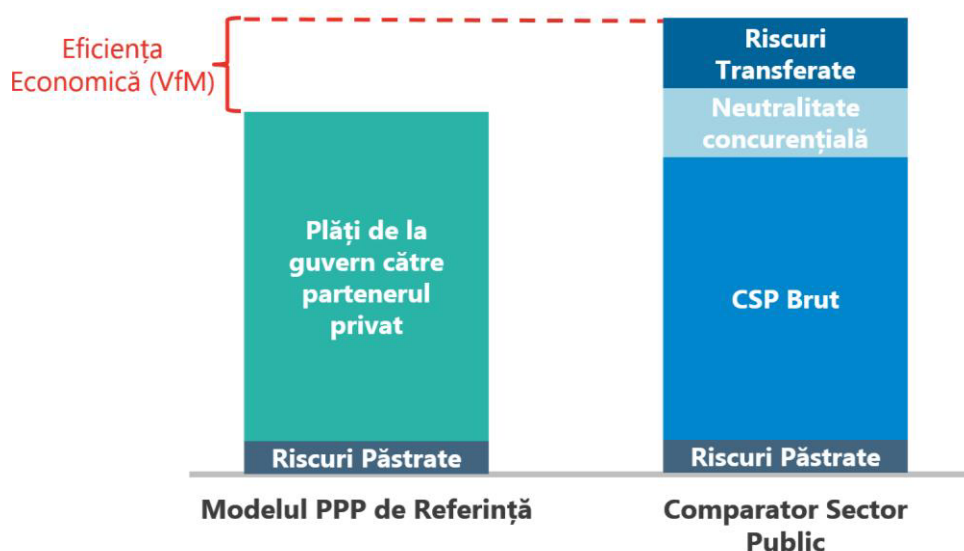 Eficiența
Economică (VfM)
Riscuri
Transferate
Neutralitate
concurențială
Plăți de la
guvern către
partenerul
privat
CSP Brut
Riscuri Păstrate
Riscuri Păstrate
Modelul PPP de Referință
Comparator Sector
Public